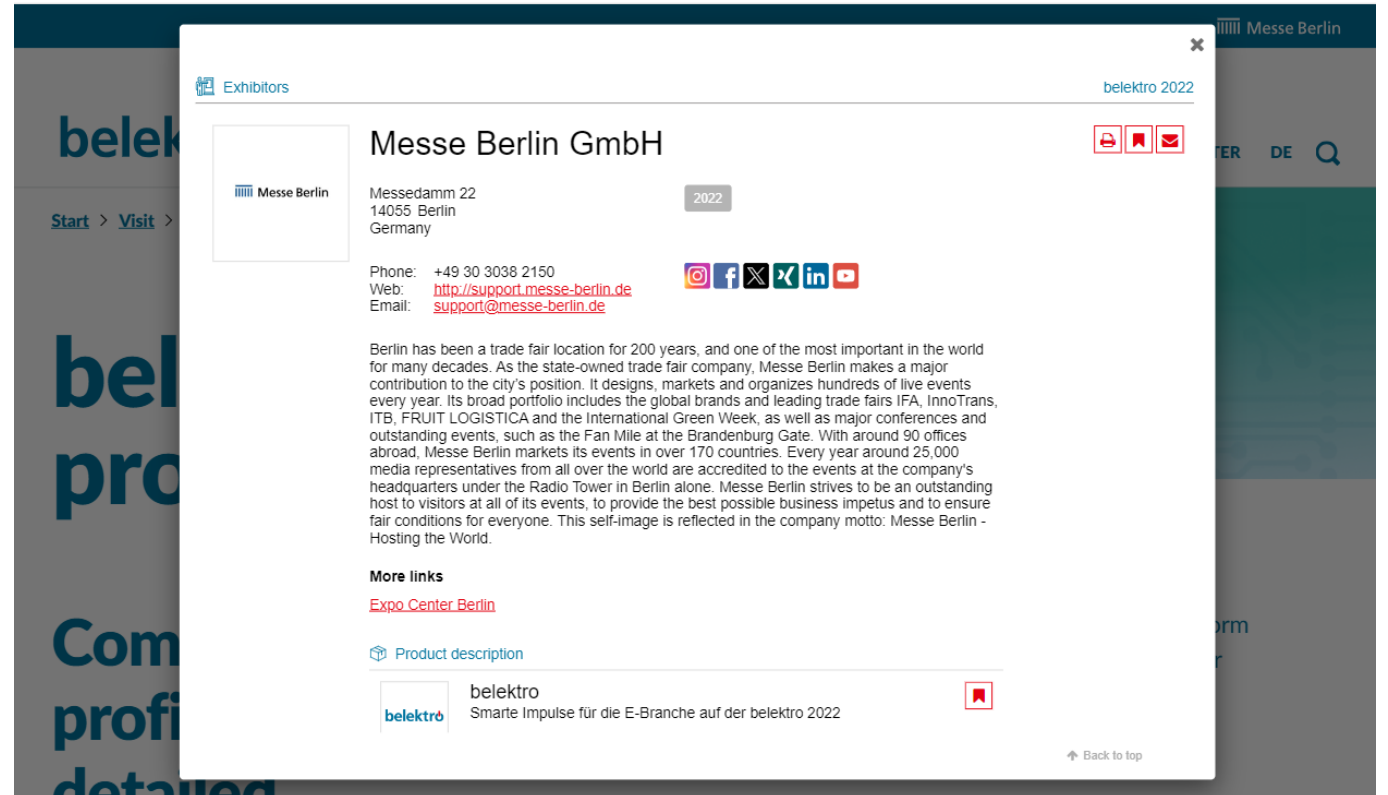 Messe Berlin
Exhibitors
belektro 2022
belek
TER DE
Start > Visit >
Messe Berlin
Messe Berlin GmbH
Messedamm 22
14055 Berlin
Germany
2022
Phone: +49 30 3038 2150
Web: http://support.messe-berlin.de
Email: support@messe-berlin.de
Berlin has been a trade fair location for 200 years, and one of the most important in the world
for many decades. As the state-owned trade fair company, Messe Berlin makes a major
contribution to the city's position. It designs, markets and organizes hundreds of live events
every year. Its broad portfolio includes the global brands and leading trade fairs IFA, InnoTrans,
ITB, FRUIT LOGISTICA and the International Green Week, as well as major conferences and
outstanding events, such as the Fan Mile at the Brandenburg Gate. With around 90 offices
abroad, Messe Berlin markets its events in over 170 countries. Every year around 25,000
media representatives from all over the world are accredited to the events at the company's
headquarters under the Radio Tower in Berlin alone. Messe Berlin strives to be an outstanding
host to visitors at all of its events, to provide the best possible business impetus and to ensure
fair conditions for everyone. This self-image is reflected in the company motto: Messe Berlin -
Hosting the World.
More links
Expo Center Berlin
Product description
belektro
belektro
Smarte Impulse für die E-Branche auf der belektro 2022
Back to top
bel
pro
Com
profi
detailed
orm
r